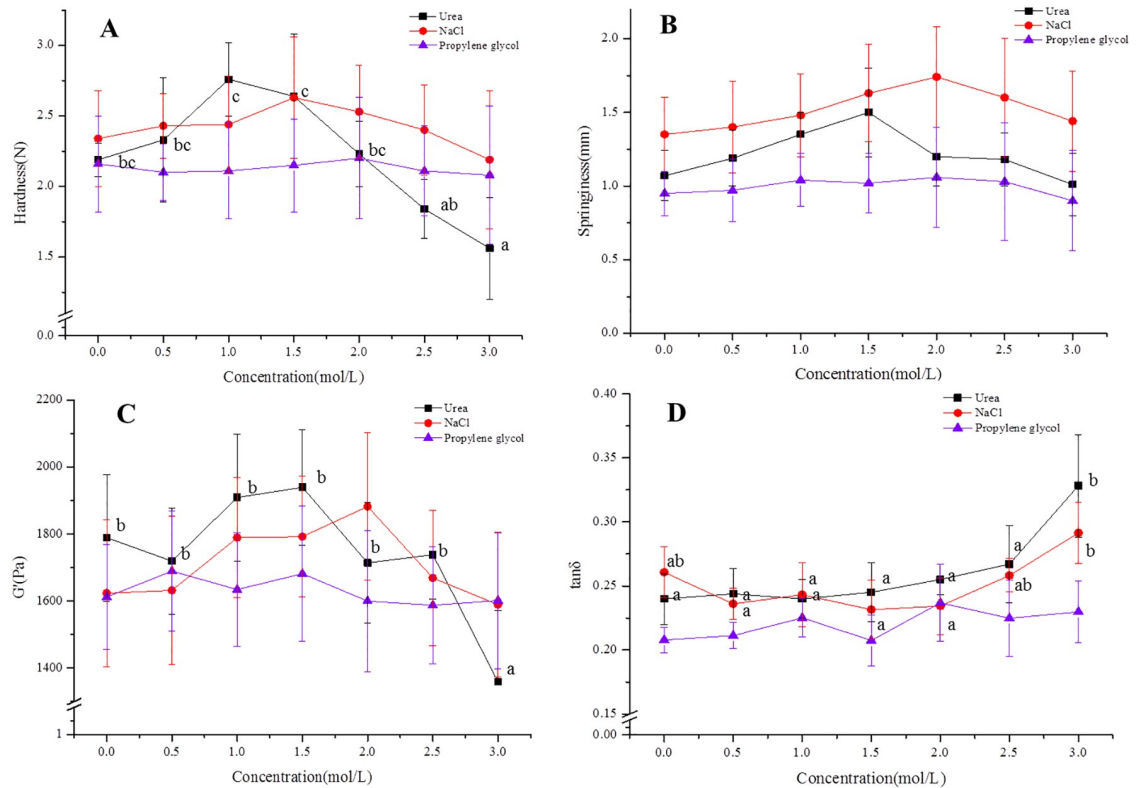 A
Urea
NaCl
Propylene glycol
3.0
2.5
2.0
1.5
0.0
Hardness(N)
bc
bc
c
c
bc
ab
a
0.0 0.5 1.0 1.5 2.0 2.5 3.0
Concentration(mol/L)
B
Urea
NaCl
Propylene glycol
2.0
1.5
1.0
0.5
0.0
Springiness(mm)
0.0 0.5 1.0 1.5 2.0 2.5 3.0
Concentration(mol/L)
C
Urea
NaCl
Propylene glycol
2200
2000
1800
1600
1400
1
G'(Pa)
b
b
b
b
b
b
a
0.0 0.5 1.0 1.5 2.0 2.5 3.0
Concentration(mol/L)
D
Urea
NaCl
Propylene glycol
0.40
0.35
0.30
0.25
0.20
0.15
0.00
tanδ
ab
a
a
a
a
a
a
a
a
a
a
ab
b
b
0.0 0.5 1.0 1.5 2.0 2.5 3.0
Concentration(mol/L)